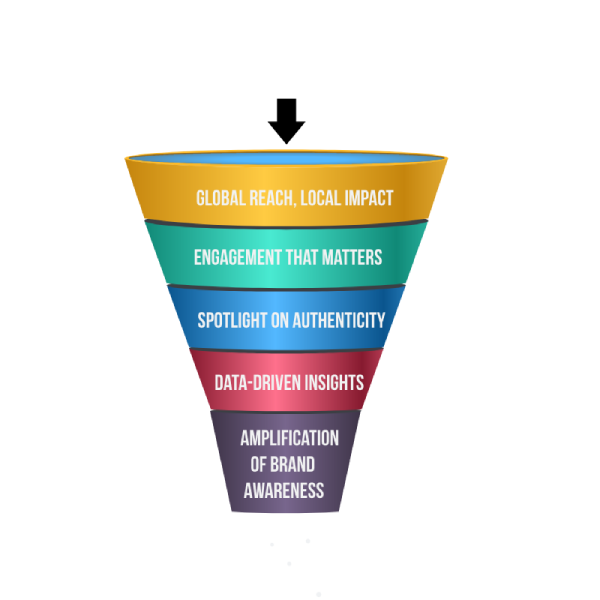 GLOBAL REACH, LOCAL IMPACT
ENGAGEMENT THAT MATTERS
SPOTLIGHT ON AUTHENTICITY
DATA-DRIVEN INSIGHTS
AMPLIFICATION
OF BRAND
AWARENESS